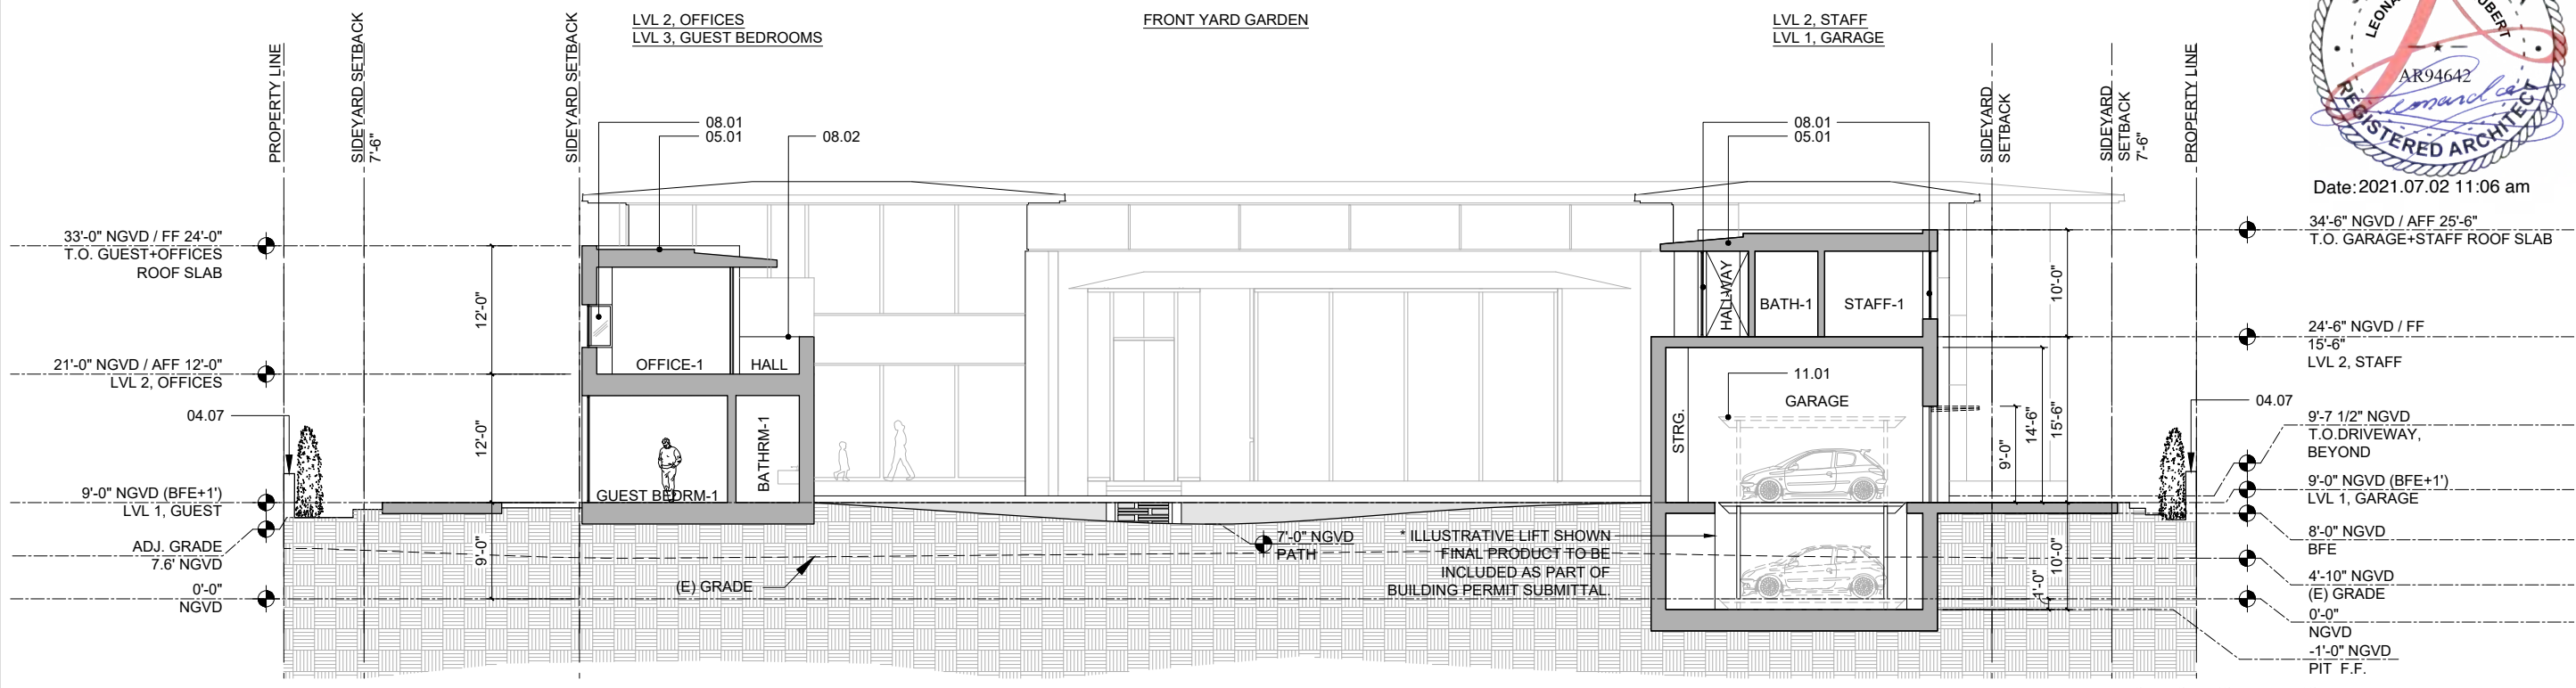 LVL 2, OFFICES
LVL 3, GUEST BEDROOMS
FRONT YARD GARDEN
LVL 2, STAFF
LVL 1, GARAGE
PROPERTY LINE
SIDEYARD SETBACK
7'-6"
SIDEYARD SETBACK
SIDEYARD
SETBACK
SIDEYARD
SETBACK
7'-6"
PROPERTY LINE
AR94642
REGISTERED ARCHITECT
Date: 2021.07.02 11:06 am
08.01
05.01
08.02
08.01
05.01
33'-0" NGVD / FF 24'-0"
T.O. GUEST+OFFICES
ROOF SLAB
21'-0" NGVD / AFF 12'-0"
LVL 2, OFFICES
04.07
9'-0" NGVD (BFE+1')
LVL 1, GUEST
ADJ. GRADE
7.6' NGVD
0'-0"
NGVD
12'-0"
12'-0"
9'-0"
OFFICE-1
HALL
GUEST BEDRM-1
BATHRM-1
(E) GRADE
7'-0" NGVD
PATH
* ILLUSTRATIVE LIFT SHOWN
FINAL PRODUCT TO BE
INCLUDED AS PART OF
BUILDING PERMIT SUBMITTAL.
HALLWAY
BATH-1
STAFF-1
STRG.
11.01
GARAGE
10'-0"
9'-0"
14'-6"
15'-6"
1'-0"
10'-0"
34'-6" NGVD / AFF 25'-6"
T.O. GARAGE+STAFF ROOF SLAB
24'-6" NGVD / FF
15'-6"
LVL 2, STAFF
04.07
9'-7 1/2" NGVD
T.O.DRIVEWAY,
BEYOND
9'-0" NGVD (BFE+1')
LVL 1, GARAGE
8'-0" NGVD
BFE
4'-10" NGVD
(E) GRADE
0'-0"
NGVD
-1'-0" NGVD
PIT F.F.